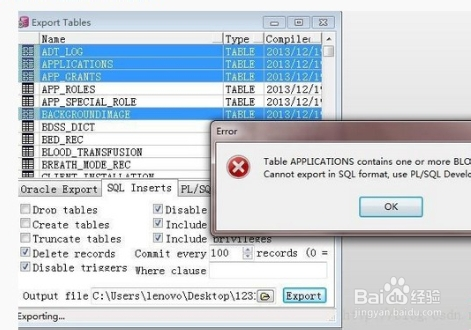 Export Tables
Name Type Compiled
ADT_LOG TABLE 2013/12/1
APPLICATIONS TABLE 2013/12/1
APP_GRANTS TABLE 2013/12/1
APP_ROLES TABLE 2013/12/1
APP_SPECIAL_ROLE TABLE 2013/12/1
BACKGROUNDIMAGE TABLE 2013/12/1
BDSS_DICT
BED_REC
BLOOD_TRANSFUSION
BREATH_MODE_REC
CLIENT_INSTALLATION
Error
Table APPLICATIONS contains one or more BLO
Cannot export in SQL format, use PL/SQL Develo
OK
Oracle Export SQL Inserts PL/SQ
Drop tables Disable
Create tables Include
Truncate tables Include privileges
Delete records Commit every 100 records (0 =
Disable triggers Where clause
Output file C:\Users\lenovo\Desktop\123 Export
Exporting...
Baidu 经验
jingyan.baidu.com